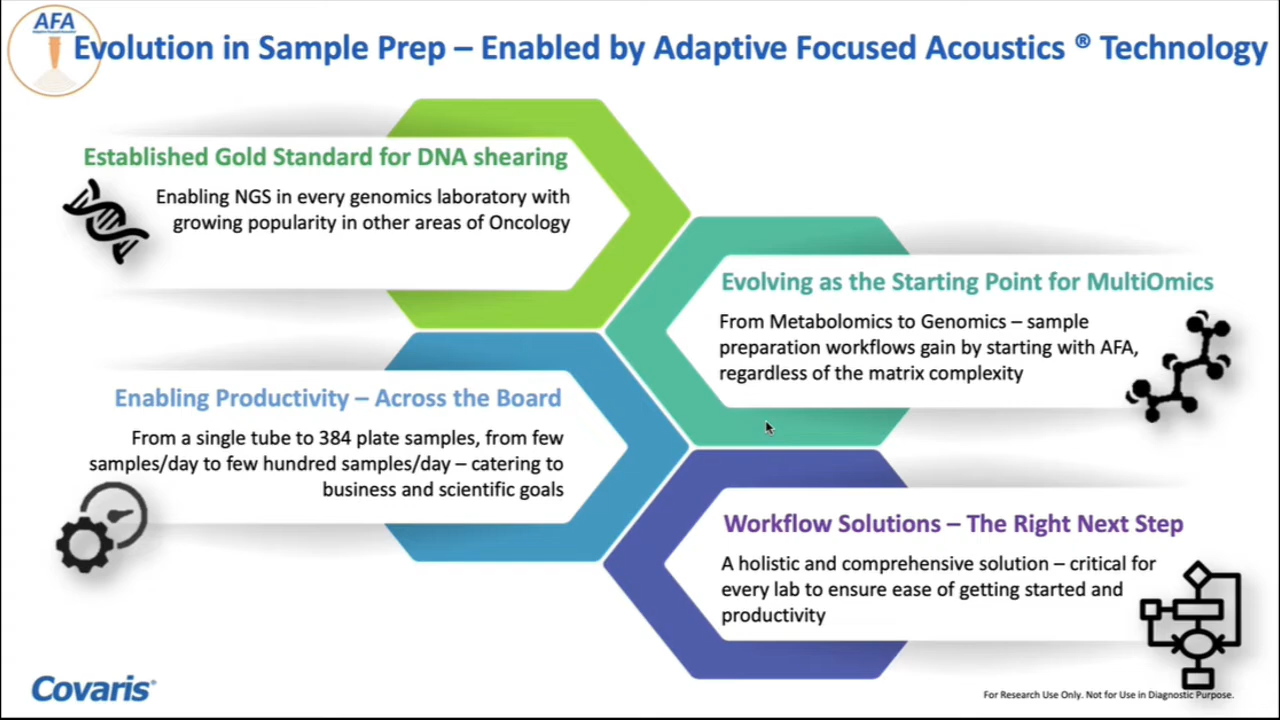 AFA
Evolution in Sample Prep – Enabled by Adaptive Focused Acoustics ® Technology
Established Gold Standard for DNA shearing
Enabling NGS in every genomics laboratory with
growing popularity in other areas of Oncology
Evolving as the Starting Point for MultiOmics
From Metabolomics to Genomics – sample
preparation workflows gain by starting with AFA,
regardless of the matrix complexity
Enabling Productivity – Across the Board
From a single tube to 384 plate samples, from few
samples/day to few hundred samples/day – catering to
business and scientific goals
Workflow Solutions – The Right Next Step
A holistic and comprehensive solution – critical for
every lab to ensure ease of getting started and
productivity
Covaris®
For Research Use Only. Not for Use in Diagnostic Purpose.